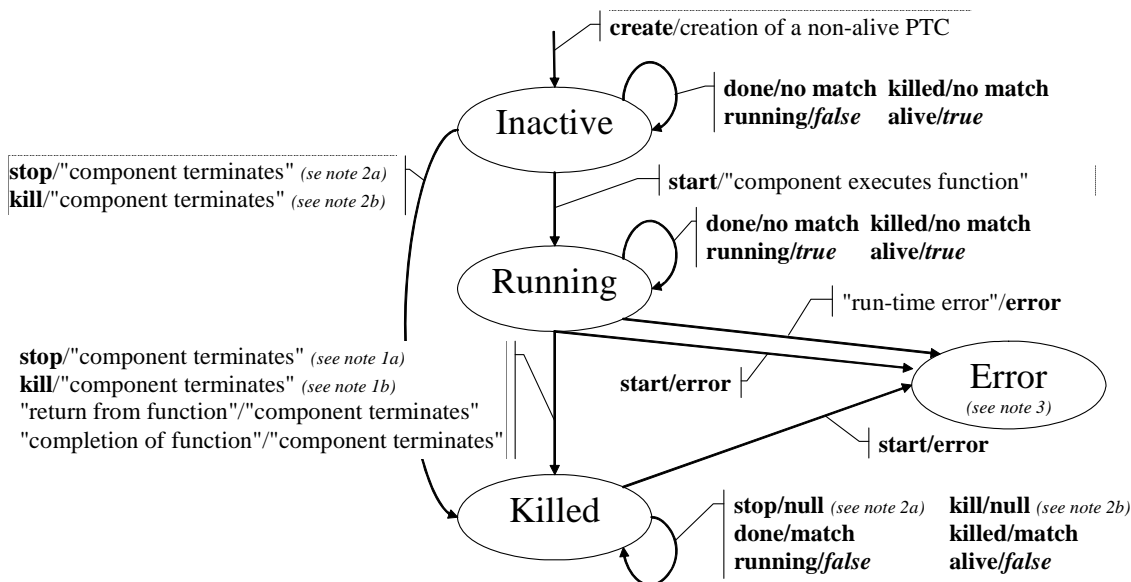 create/creation of a non-alive PTC
done/no match killed/no match
running/false alive/true
Inactive
stop/"component terminates" (se note 2a)
kill/"component terminates" (see note 2b)
start/"component executes function"
done/no match killed/no match
running/true alive/true
Running
"run-time error"/error
stop/"component terminates" (see note 1a)
kill/"component terminates" (see note 1b)
"return from function"/"component terminates"
"completion of function"/"component terminates"
start/error
Error
(see note 3)
start/error
Killed
stop/null (see note 2a) kill/null (see note 2b)
done/match killed/match
running/false alive/false